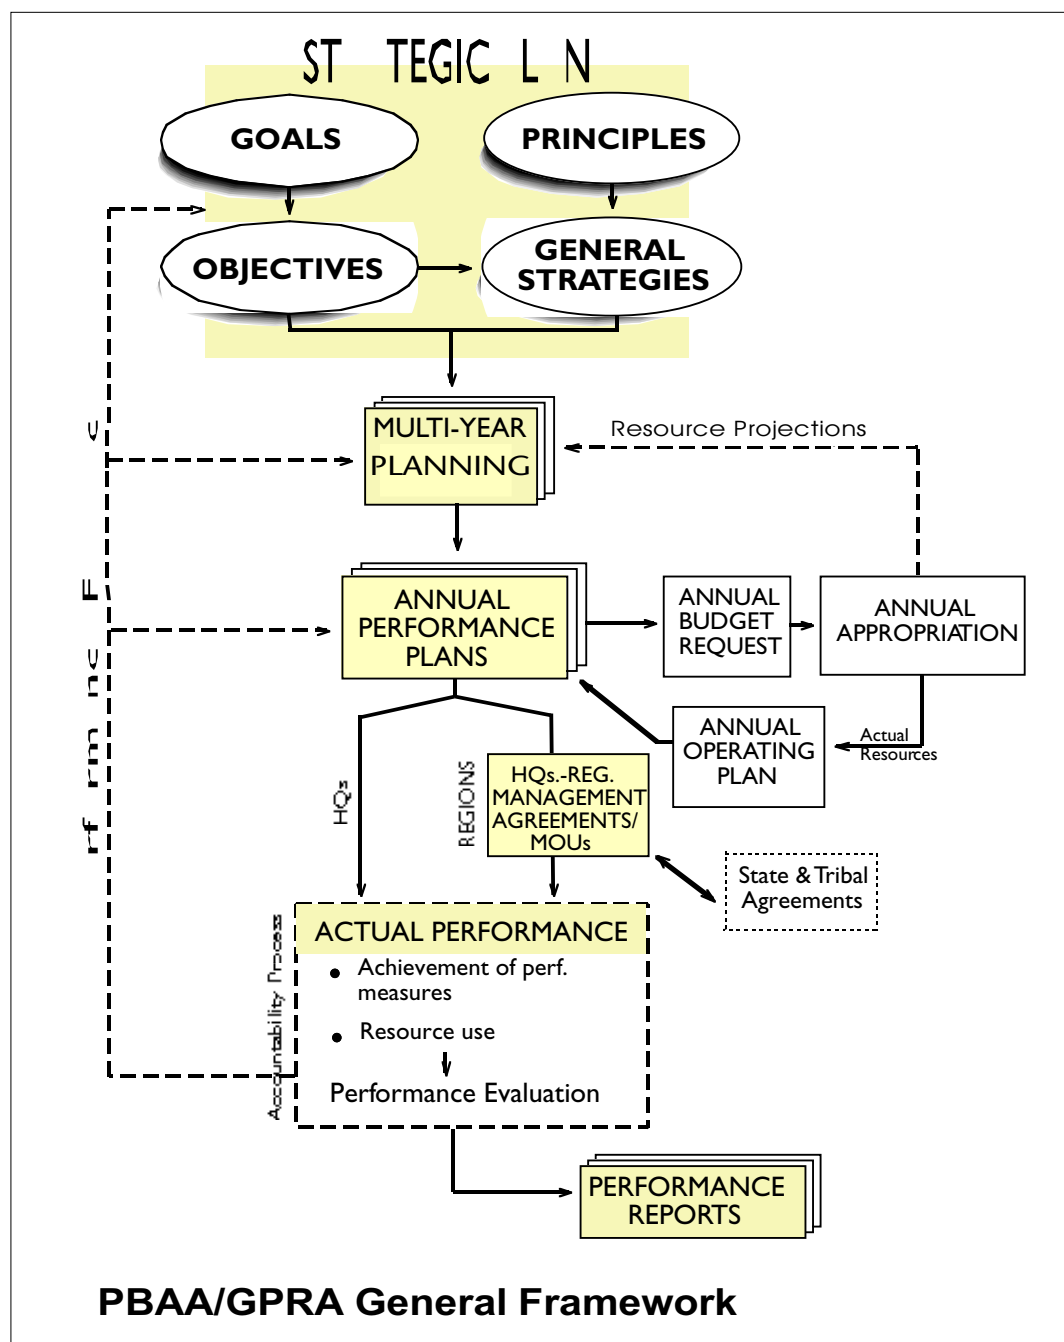 ST TEGIC L N
GOALS
PRINCIPLES
OBJECTIVES
GENERAL
STRATEGIES
MULTI-YEAR
PLANNING
Resource Projections
ANNUAL
PERFORMANCE
PLANS
ANNUAL
BUDGET
REQUEST
ANNUAL
APPROPRIATION
ANNUAL
OPERATING
PLAN
Actual
Resources
HQs
REGIONS
HQs.-REG.
MANAGEMENT
AGREEMENTS/
MOUs
State & Tribal
Agreements
Accountability Process
ACTUAL PERFORMANCE
• Achievement of perf.
measures
• Resource use
Performance Evaluation
PERFORMANCE
REPORTS
PBAA/GPRA General Framework